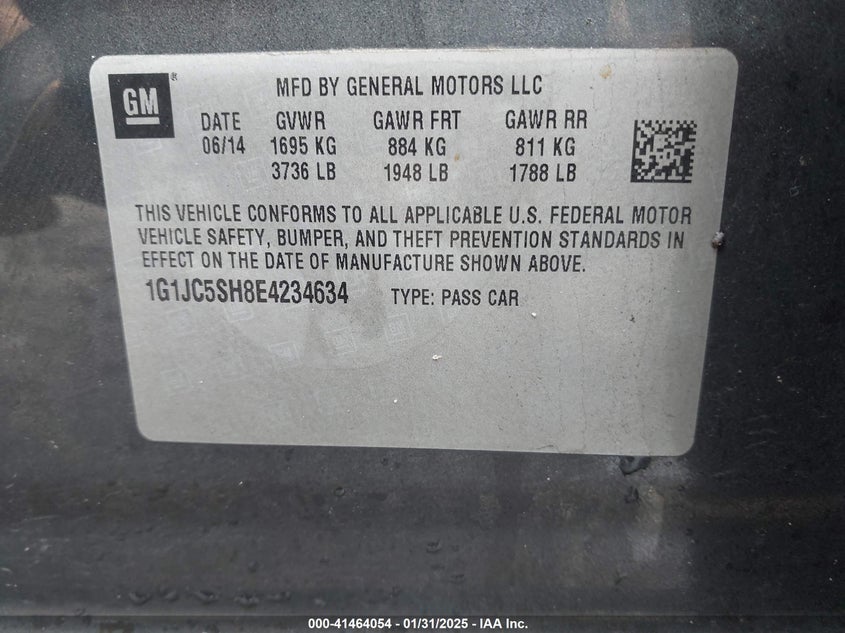 GM ®
MFD BY GENERAL MOTORS LLC
DATE GVWR GAWR FRT GAWR RR
06/14 1695 KG 884 KG 811 KG
3736 LB 1948 LB 1788 LB
THIS VEHICLE CONFORMS TO ALL APPLICABLE U.S. FEDERAL MOTOR
VEHICLE SAFETY, BUMPER, AND THEFT PREVENTION STANDARDS IN
EFFECT ON THE DATE OF MANUFACTURE SHOWN ABOVE.
1G1JC5SH8E4234634 TYPE: PASS CAR
000-41464054 - 01/31/2025 - IAA Inc.